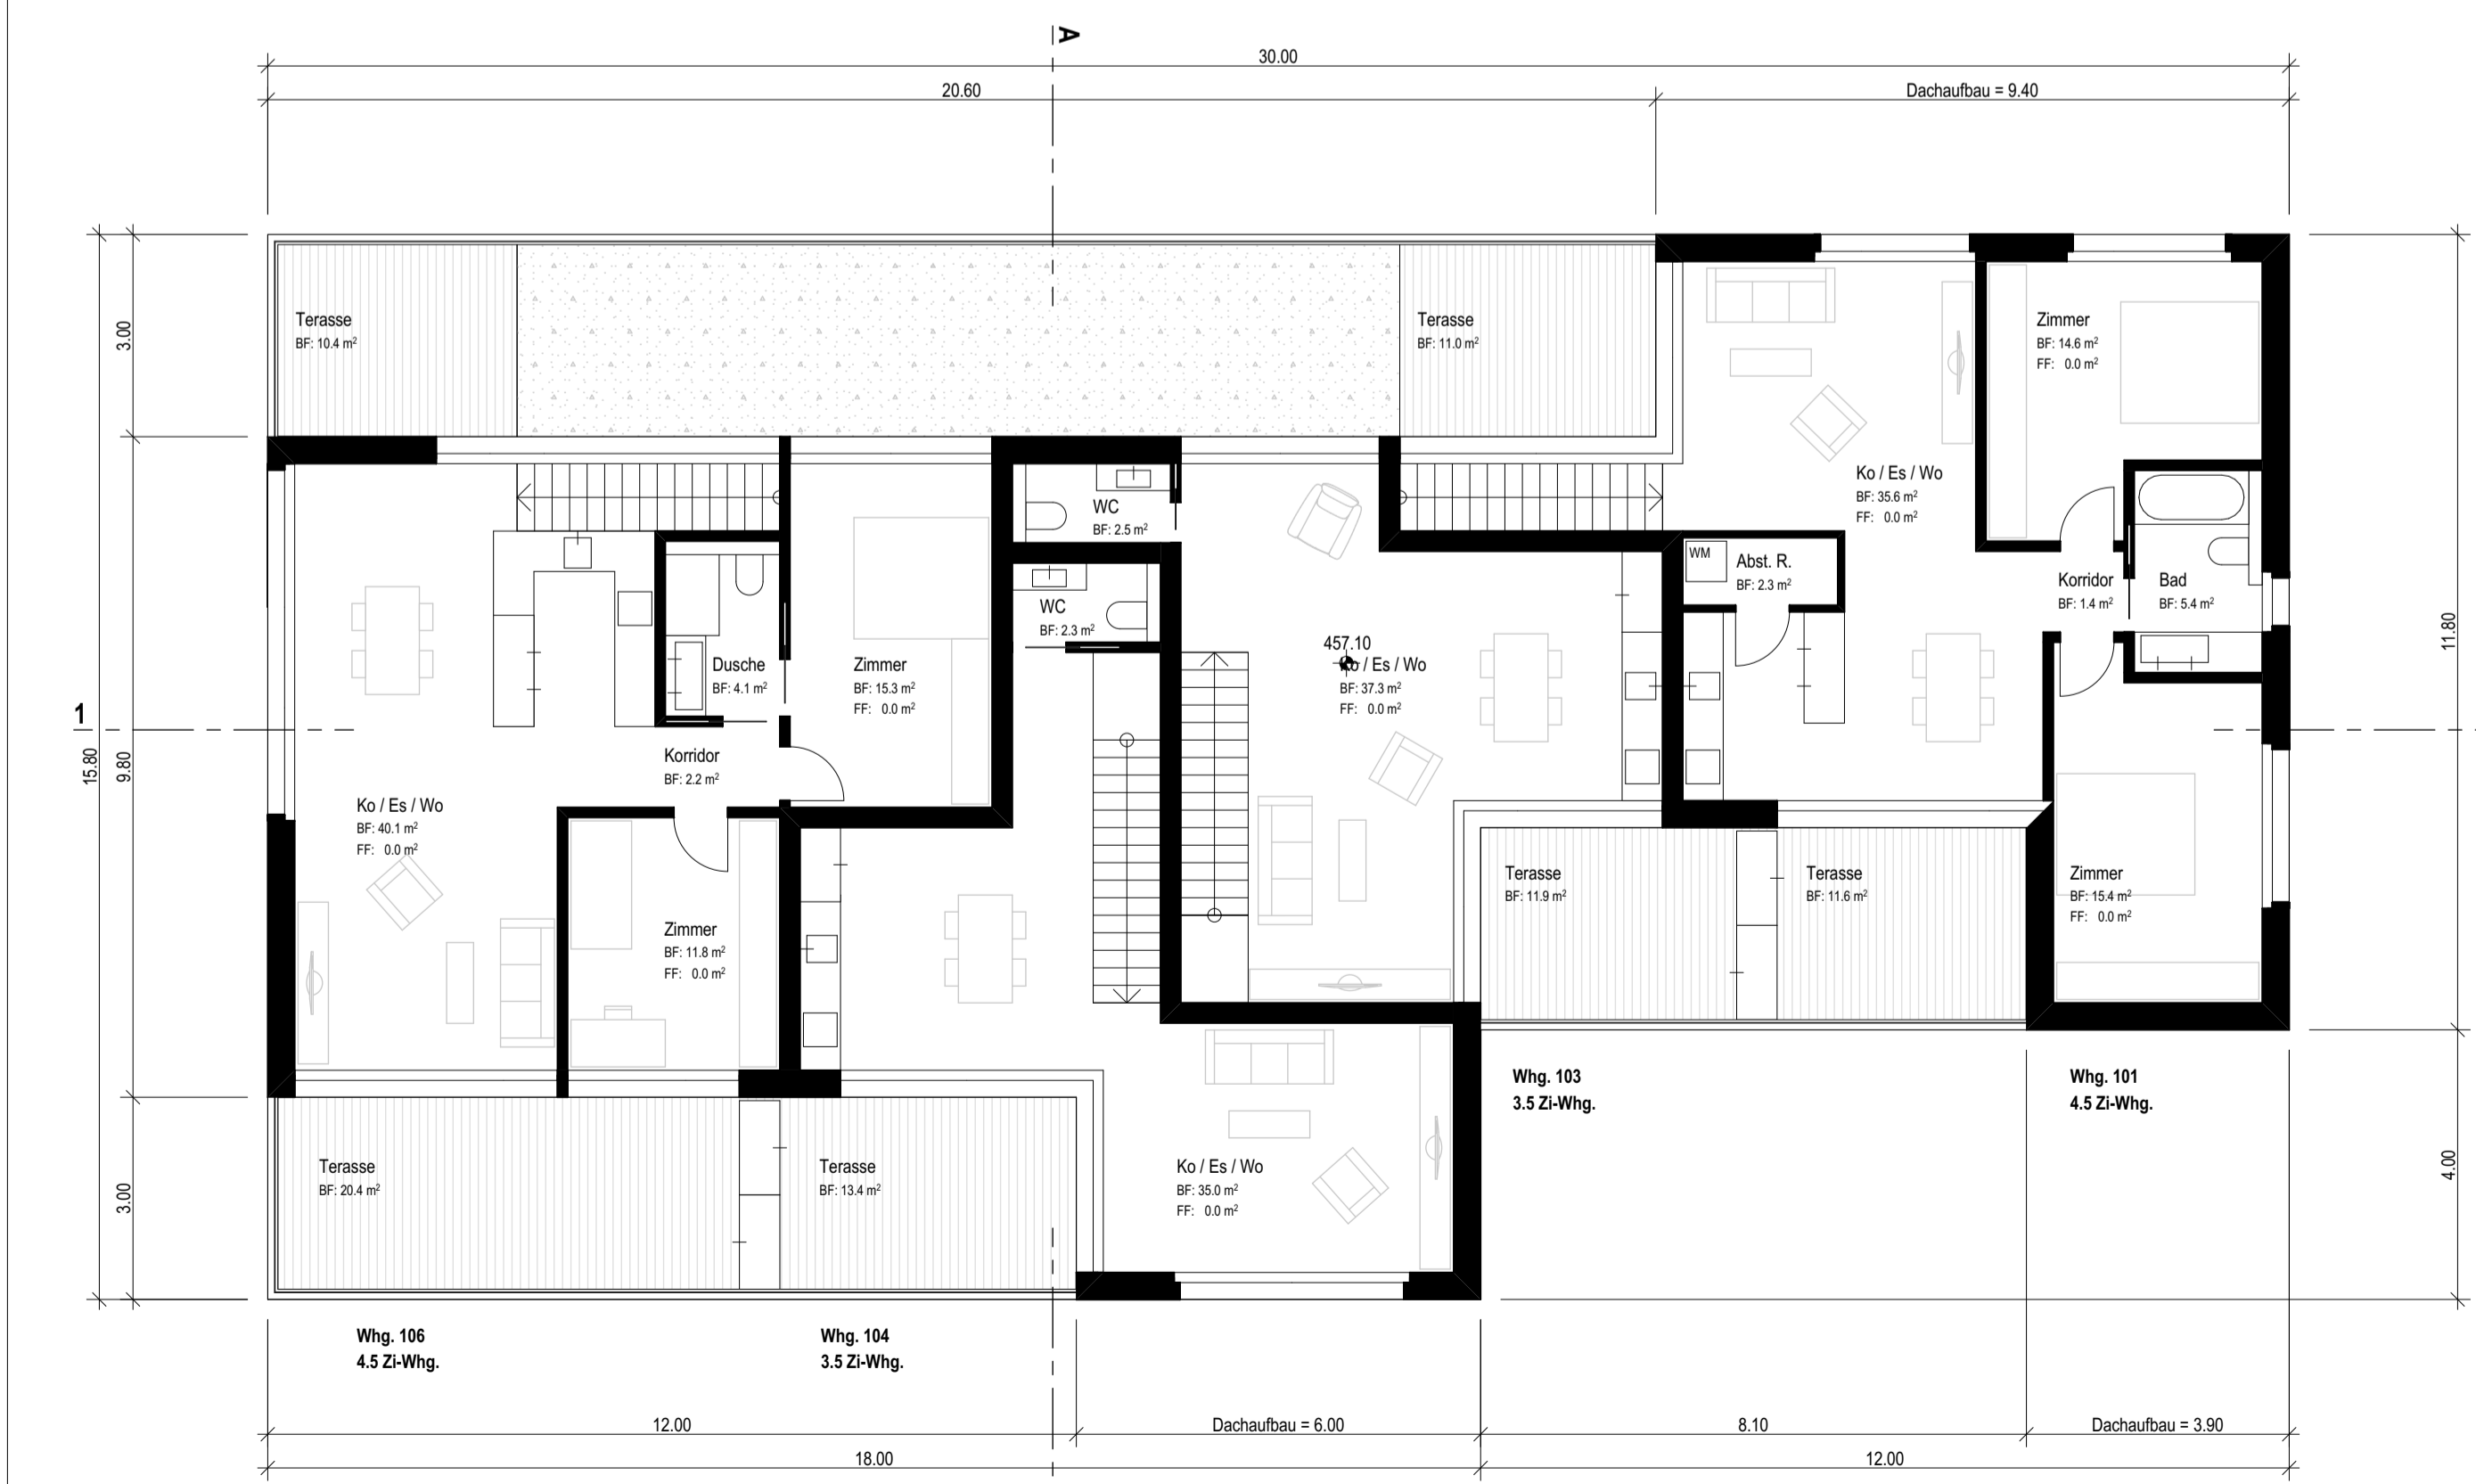 A
30.00
20.60
Dachaufbau = 9.40
3.00
Terasse
BF: 10.4 m²
Terasse
BF: 11.0 m²
Zimmer
BF: 14.6 m²
FF: 0.0 m²
Ko / Es / Wo
BF: 35.6 m²
FF: 0.0 m²
WC
BF: 2.5 m²
WM
Abst. R.
BF: 2.3 m²
Korridor
BF: 1.4 m²
Bad
BF: 5.4 m²
WC
BF: 2.3 m²
11.80
Dusche
BF: 4.1 m²
Zimmer
BF: 15.3 m²
FF: 0.0 m²
457.10
Ko / Es / Wo
BF: 37.3 m²
FF: 0.0 m²
1
15.80
9.80
Korridor
BF: 2.2 m²
Ko / Es / Wo
BF: 40.1 m²
FF: 0.0 m²
Terasse
BF: 11.9 m²
Terasse
BF: 11.6 m²
Zimmer
BF: 15.4 m²
FF: 0.0 m²
Zimmer
BF: 11.8 m²
FF: 0.0 m²
Whg. 103
3.5 Zi-Whg.
Whg. 101
4.5 Zi-Whg.
3.00
Terasse
BF: 20.4 m²
Terasse
BF: 13.4 m²
Ko / Es / Wo
BF: 35.0 m²
FF: 0.0 m²
4.00
Whg. 106
4.5 Zi-Whg.
Whg. 104
3.5 Zi-Whg.
12.00
Dachaufbau = 6.00
8.10
Dachaufbau = 3.90
18.00
12.00